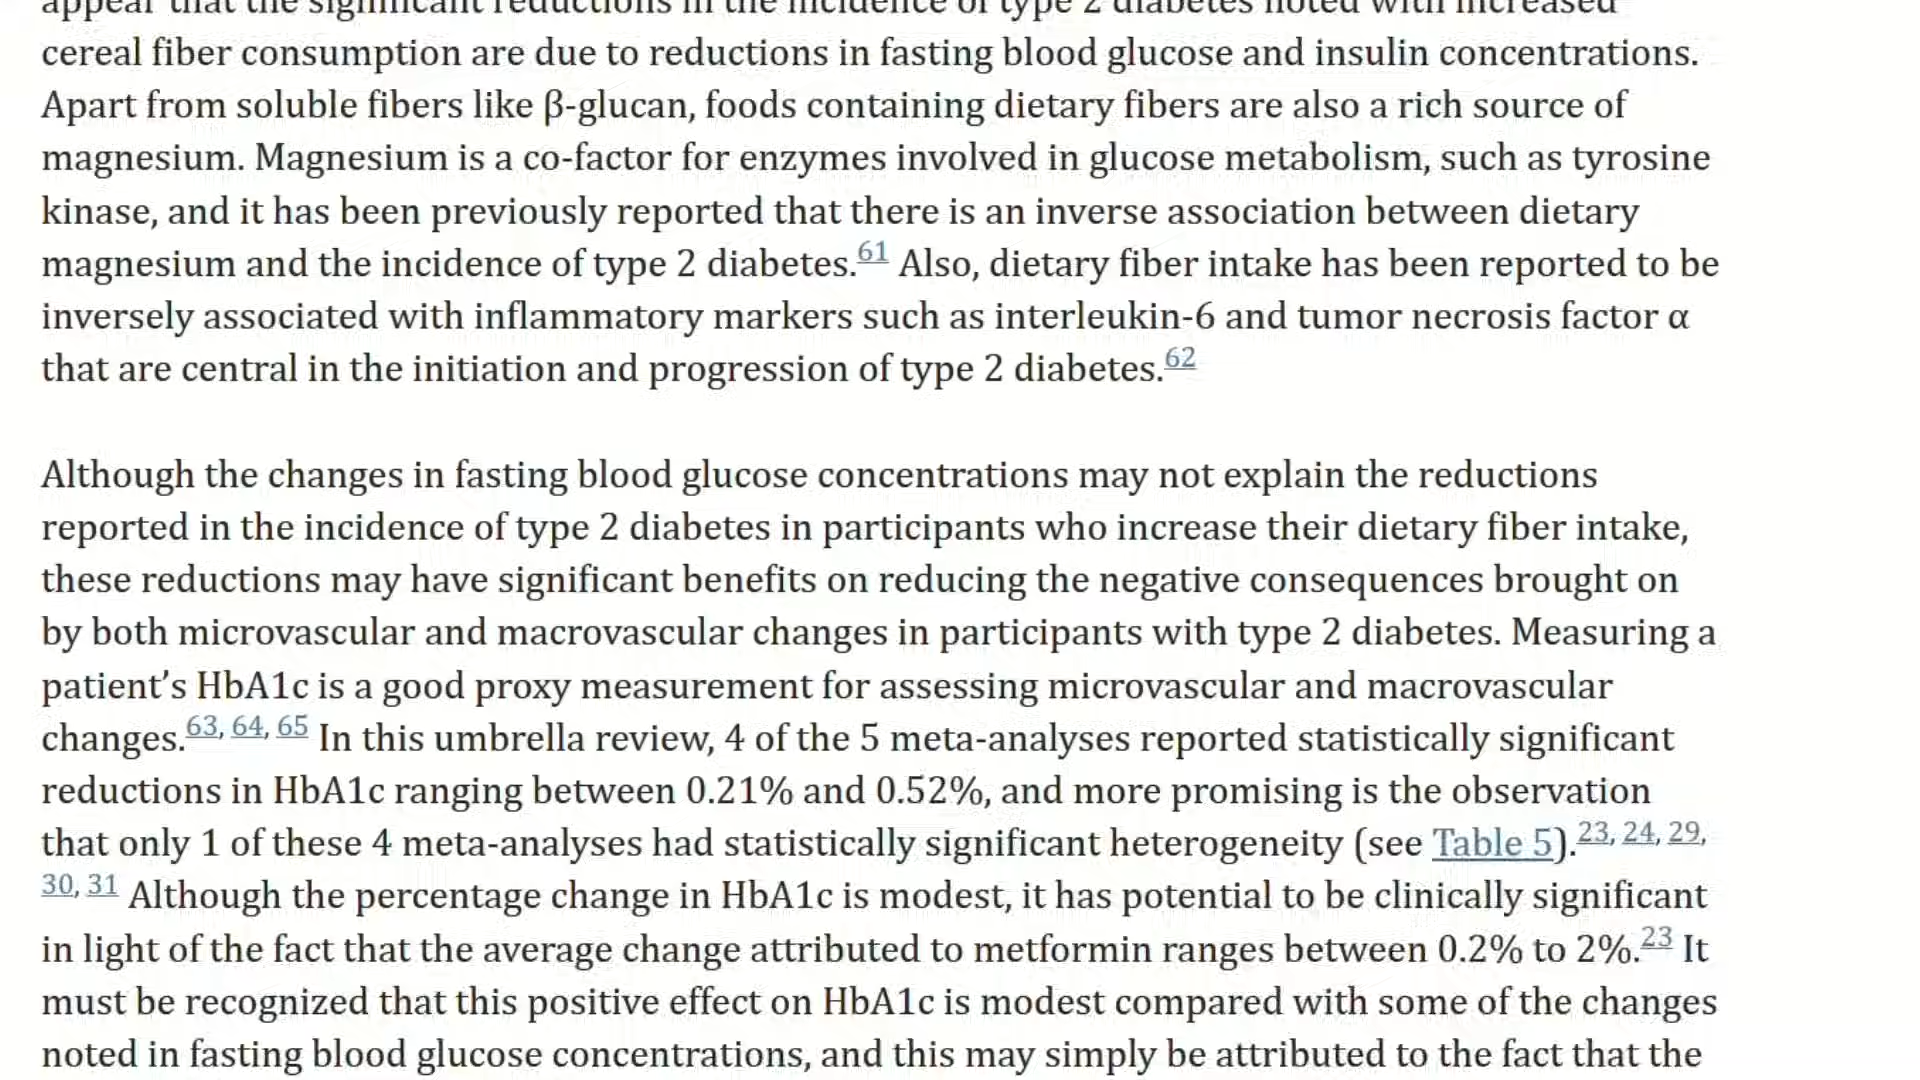 appear that the significant reductions in the incidence of type 2 diabetes noted with increased
cereal fiber consumption are due to reductions in fasting blood glucose and insulin concentrations.
Apart from soluble fibers like β-glucan, foods containing dietary fibers are also a rich source of
magnesium. Magnesium is a co-factor for enzymes involved in glucose metabolism, such as tyrosine
kinase, and it has been previously reported that there is an inverse association between dietary
magnesium and the incidence of type 2 diabetes.61 Also, dietary fiber intake has been reported to be
inversely associated with inflammatory markers such as interleukin-6 and tumor necrosis factor α
that are central in the initiation and progression of type 2 diabetes.62
Although the changes in fasting blood glucose concentrations may not explain the reductions
reported in the incidence of type 2 diabetes in participants who increase their dietary fiber intake,
these reductions may have significant benefits on reducing the negative consequences brought on
by both microvascular and macrovascular changes in participants with type 2 diabetes. Measuring a
patient’s HbA1c is a good proxy measurement for assessing microvascular and macrovascular
changes.63, 64, 65 In this umbrella review, 4 of the 5 meta-analyses reported statistically significant
reductions in HbA1c ranging between 0.21% and 0.52%, and more promising is the observation
that only 1 of these 4 meta-analyses had statistically significant heterogeneity (see Table 5).23, 24, 29,
30, 31 Although the percentage change in HbA1c is modest, it has potential to be clinically significant
in light of the fact that the average change attributed to metformin ranges between 0.2% to 2%.23 It
must be recognized that this positive effect on HbA1c is modest compared with some of the changes
noted in fasting blood glucose concentrations, and this may simply be attributed to the fact that the